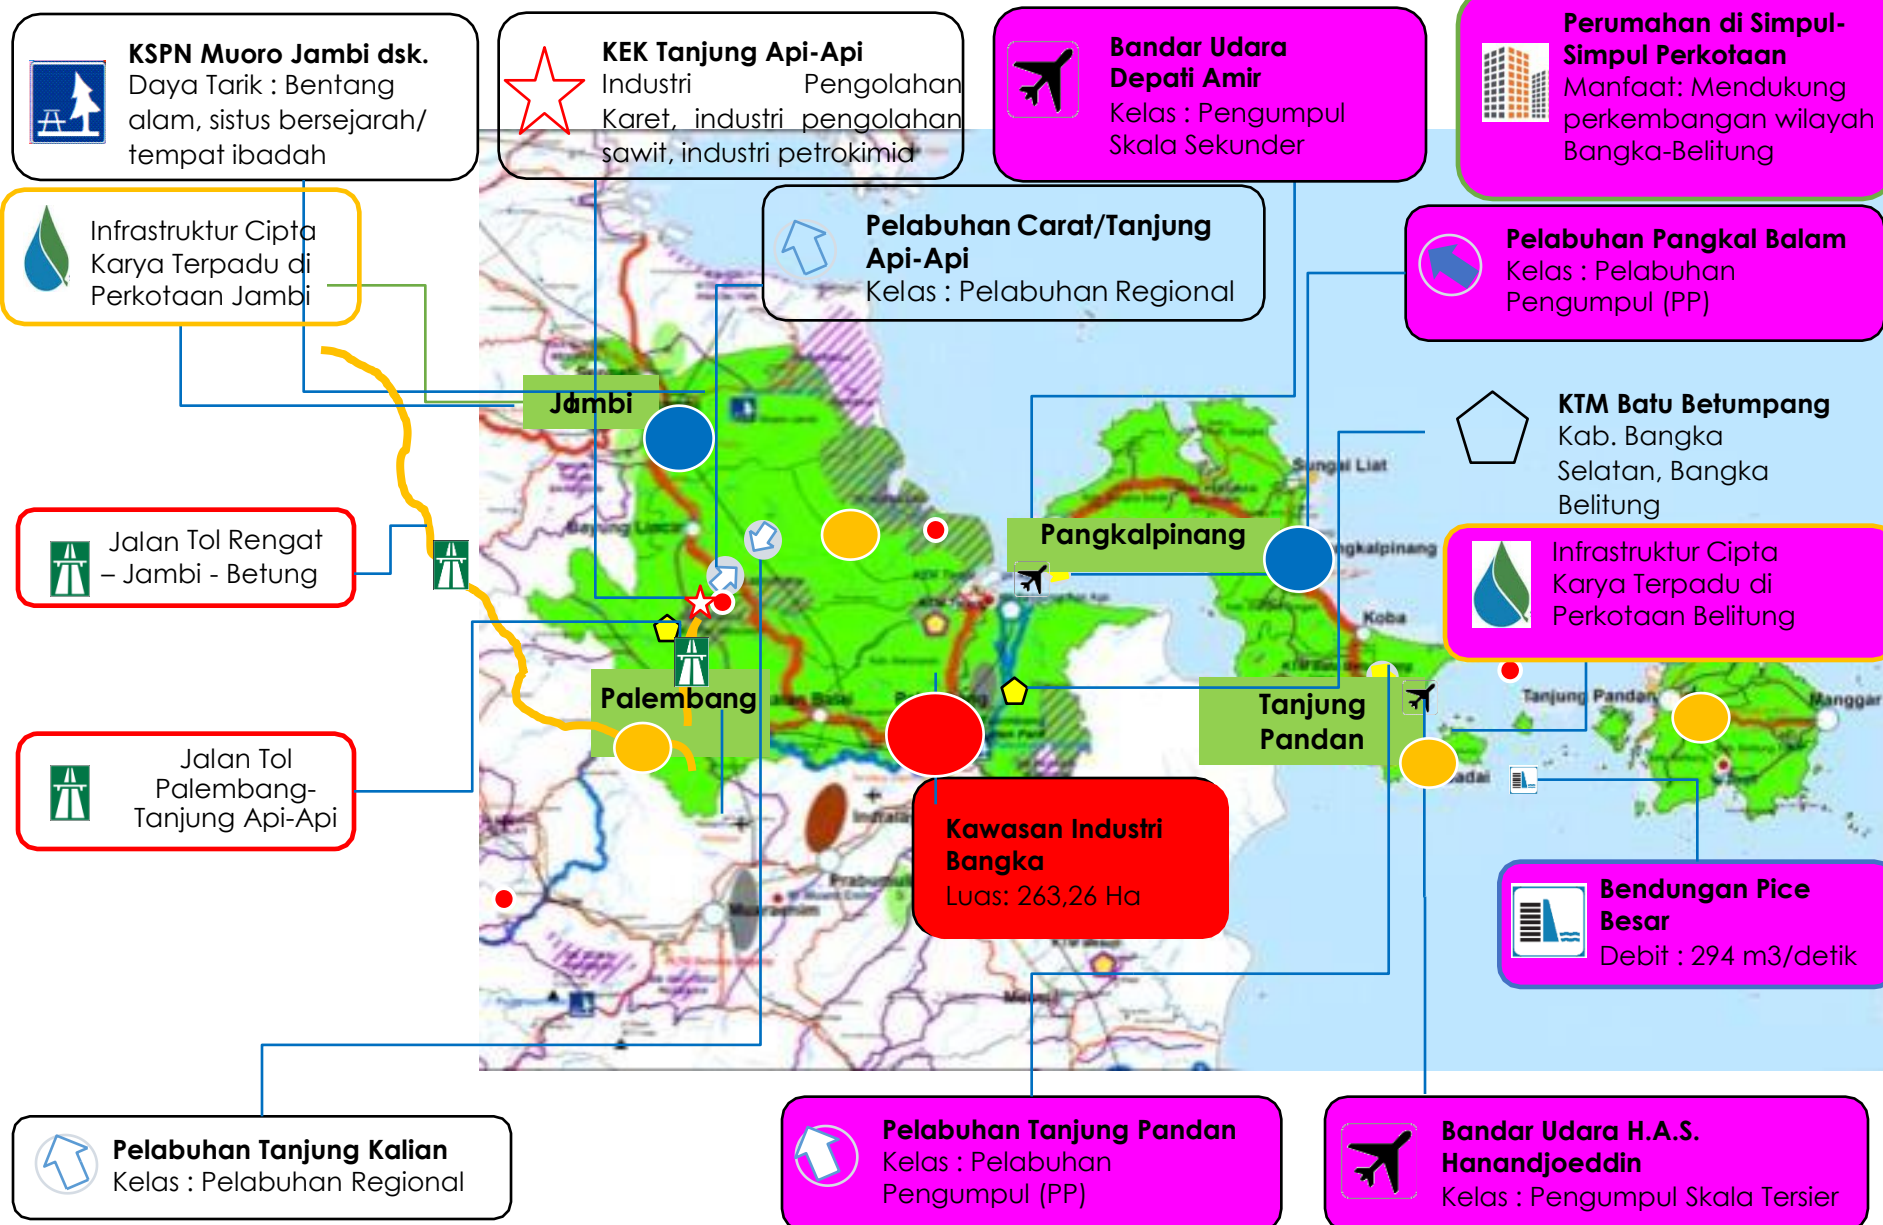 KSPN Muoro Jambi dsk.
Daya Tarik : Bentang
alam, sistus bersejarah/
tempat ibadah
KEK Tanjung Api-Api
Industri Pengolahan
Karet, industri pengolahan
sawit, industri petrokimia
Bandar Udara
Depati Amir
Kelas : Pengumpul
Skala Sekunder
Perumahan di Simpul-
Simpul Perkotaan
Manfaat: Mendukung
perkembangan wilayah
Bangka-Belitung
Infrastuktur Cipta
Karya Terpadu di
Perkotaan Jambi
Pelabuhan Carat/Tanjung
Api-Api
Kelas : Pelabuhan Regional
Pelabuhan Pangkal Balam
Kelas : Pelabuhan
Pengumpul (PP)
Jambi
KTM Batu Betumpang
Kab. Bangka
Selatan, Bangka
Belitung
Sungai Liat
Jalan Tol Rengat
– Jambi - Betung
Bayung Lincir
Pangkalpinang
ngkalpinang
Infrastruktur Cipta
Karya Terpadu di
Perkotaan Belitung
Koba
Palembang
Tanjung
Pandan
Tanjung Pandan
Manggar
Jalan Tol
Palembang-
Tanjung Api-Api
adai
Kawasan Industri
Bangka
Luas: 263,26 Ha
Bendungan Pice
Besar
Debit : 294 m3/detik
Pelabuhan Tanjung Kalian
Kelas : Pelabuhan Regional
Pelabuhan Tanjung Pandan
Kelas : Pelabuhan
Pengumpul (PP)
Bandar Udara H.A.S.
Hanandjoeddin
Kelas : Pengumpul Skala Tersier